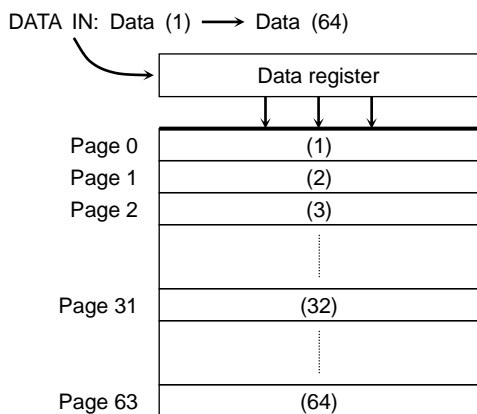 DATA IN: Data (1) → Data (64)
Data register
Page 0 (1)
Page 1 (2)
Page 2 (3)
Page 31 (32)
Page 63 (64)